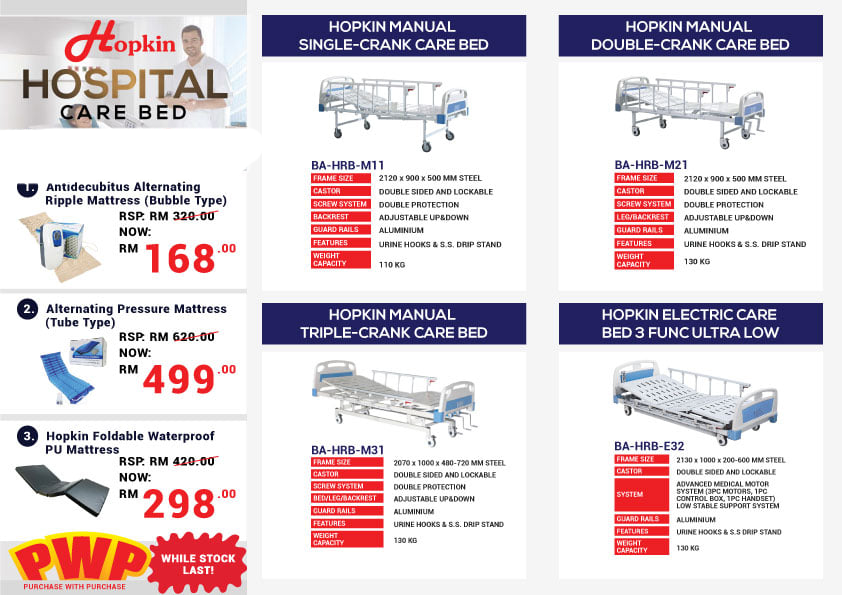 Hopkin
HOSPITAL
CARE BED
1. Antidecubitus Alternating
Ripple Mattress (Bubble Type)
RSP: RM 320.00
NOW:
RM 168.00
2. Alternating Pressure Mattress
(Tube Type)
RSP: RM 620.00
NOW:
RM 499.00
3. Hopkin Foldable Waterproof
PU Mattress
RSP: RM 420.00
NOW:
RM 298.00
PWP
PURCHASE WITH PURCHASE
WHILE STOCK
LAST!
HOPKIN MANUAL
SINGLE-CRANK CARE BED
BA-HRB-M11
FRAME SIZE 2120 x 900 x 500 MM STEEL
CASTOR DOUBLE SIDED AND LOCKABLE
SCREW SYSTEM DOUBLE PROTECTION
BACKREST ADJUSTABLE UP&DOWN
GUARD RAILS ALUMINIUM
FEATURES URINE HOOKS & S.S. DRIP STAND
WEIGHT
CAPACITY 110 KG
HOPKIN MANUAL
DOUBLE-CRANK CARE BED
BA-HRB-M21
FRAME SIZE 2120 x 900 x 500 MM STEEL
CASTOR DOUBLE SIDED AND LOCKABLE
SCREW SYSTEM DOUBLE PROTECTION
LEG/BACKREST ADJUSTABLE UP&DOWN
GUARD RAILS ALUMINIUM
FEATURES URINE HOOKS & S.S. DRIP STAND
WEIGHT
CAPACITY 130 KG
HOPKIN MANUAL
TRIPLE-CRANK CARE BED
BA-HRB-M31
FRAME SIZE 2070 x 1000 x 480-720 MM STEEL
CASTOR DOUBLE SIDED AND LOCKABLE
SCREW SYSTEM DOUBLE PROTECTION
BED/LEG/BACKREST ADJUSTABLE UP&DOWN
GUARD RAILS ALUMINIUM
FEATURES URINE HOOKS & S.S. DRIP STAND
WEIGHT
CAPACITY 130 KG
HOPKIN ELECTRIC CARE
BED 3 FUNC ULTRA LOW
BA-HRB-E32
FRAME SIZE 2130 x 1000 x 200-600 MM STEEL
CASTOR DOUBLE SIDED AND LOCKABLE
SYSTEM ADVANCED MEDICAL MOTOR
SYSTEM (3PC MOTORS, 1PC
CONTROL BOX, 1PC HANDSET)
LOW STABLE SUPPORT SYSTEM
GUARD RAILS ALUMINIUM
FEATURES URINE HOOKS & S.S DRIP STAND
WEIGHT
CAPACITY 130 KG